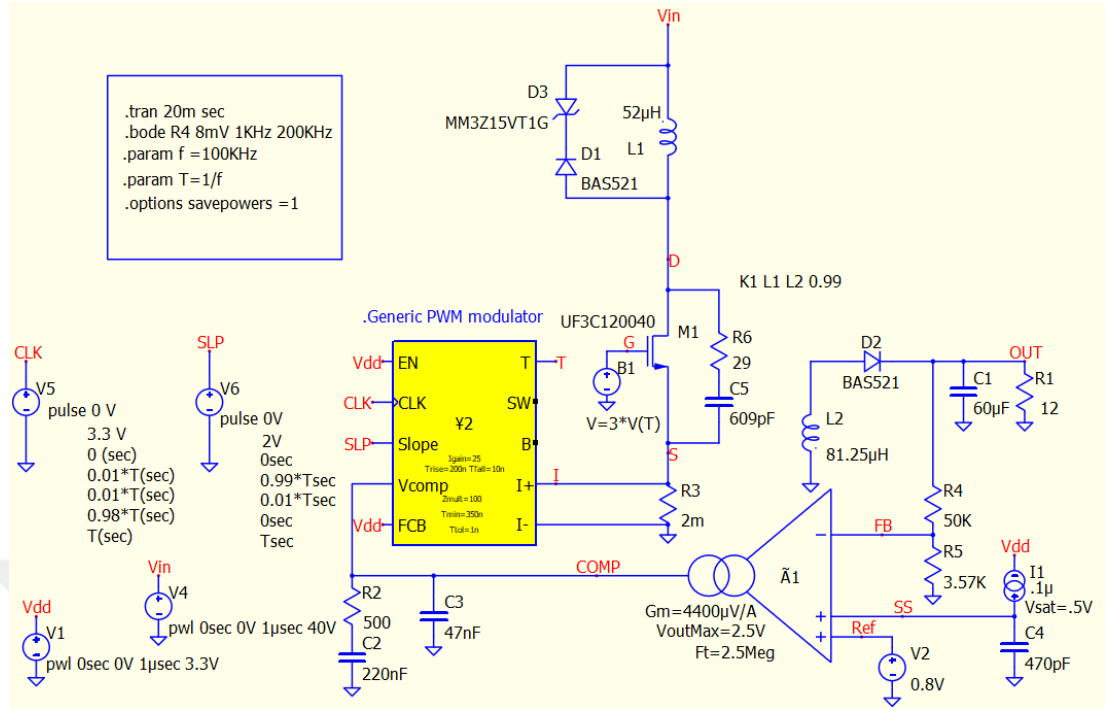 Vin
.tran 20m sec
.bode R4 8mV 1KHz 200KHz
.param f =100KHz
.param T=1/f
.options savepowers =1
D3
MM3Z15VT1G
52µH
L1
D1
BAS521
D
K1 L1 L2 0.99
.Generic PWM modulator
UF3C120040
M1
G
B1
V=3*V(T)
R6
29
C5
609pF
S
R3
2m
Vdd
EN
T
T
CLK
CLK
SW
¥2
SLP
Slope
B
Igain=25
Trise=200n Tfall=10n
Vcomp
I+
I
Zmult=100
Tmin=350n
Ttol=1n
Vdd
FCB
I-
CLK
V5
pulse 0 V
3.3 V
0 (sec)
0.01*T(sec)
0.01*T(sec)
0.98*T(sec)
T(sec)
SLP
V6
pulse 0V
2V
0sec
0.99*Tsec
0.01*Tsec
0sec
Tsec
D2
BAS521
OUT
C1
60µF
R1
12
L2
81.25µH
R4
50K
FB
R5
3.57K
Vdd
I1
.1µ
Vsat=.5V
SS
C4
470pF
Ref
V2
0.8V
Ã1
Gm=4400µV/A
VoutMax=2.5V
Ft=2.5Meg
COMP
R2
500
C2
220nF
C3
47nF
Vin
V4
pwl 0sec 0V 1µsec 40V
Vdd
V1
pwl 0sec 0V 1µsec 3.3V